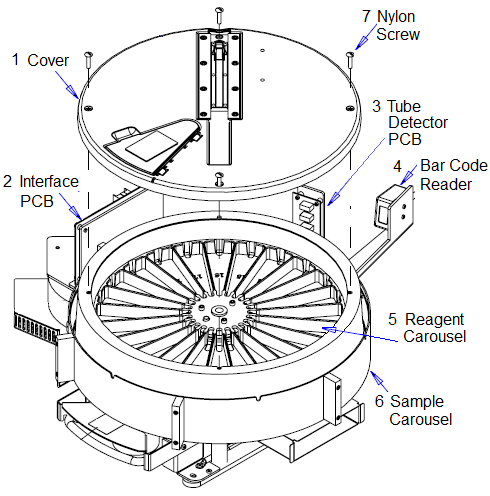 7 Nylon
Screw
1 Cover
3 Tube
Detector
PCB
4 Bar Code
Reader
2 Interface
PCB
5 Reagent
Carousel
6 Sample
Carousel